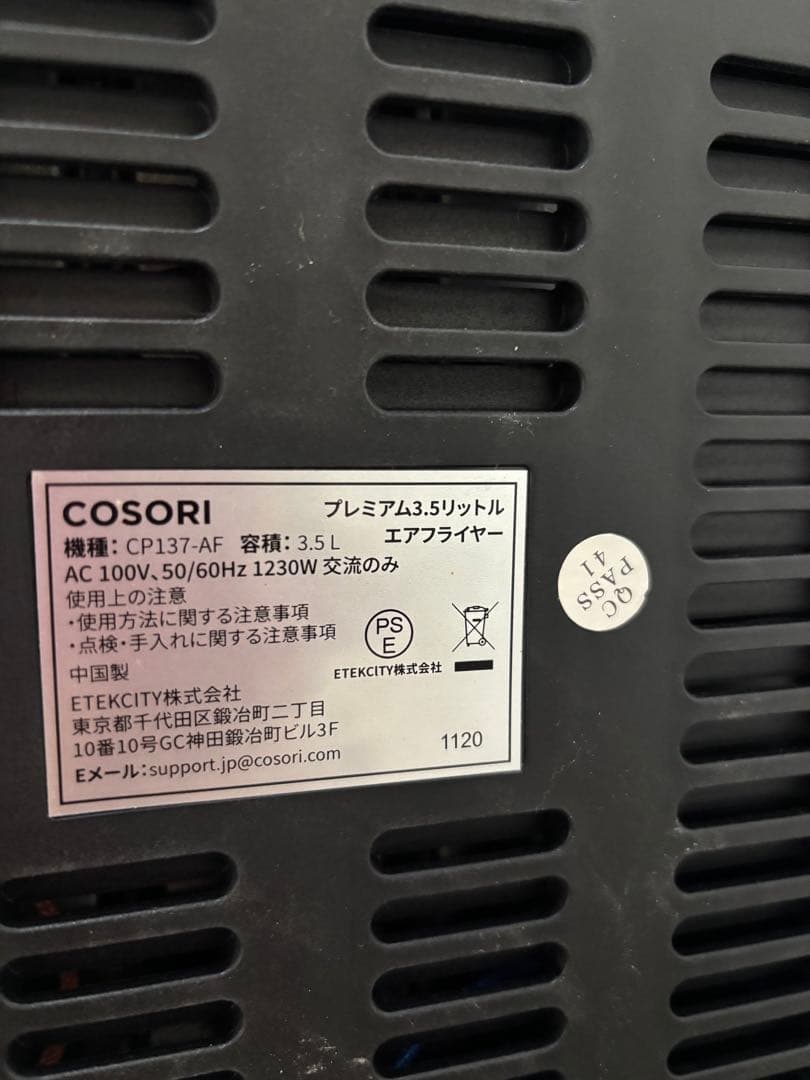 COSORI
プレミアム3.5リットル
エアフライヤー
機種: CP137-AF 容積: 3.5 L
AC 100V、50/60Hz 1230W 交流のみ
使用上の注意
・使用方法に関する注意事項
・点検・手入れに関する注意事項
PS
E
ETEKCITY株式会社
中国製
ETEKCITY株式会社
東京都千代田区鍛冶町二丁目
10番10号GC神田鍛冶町ビル3F
Eメール:support.jp@cosori.com
1120
QC
PASS
41